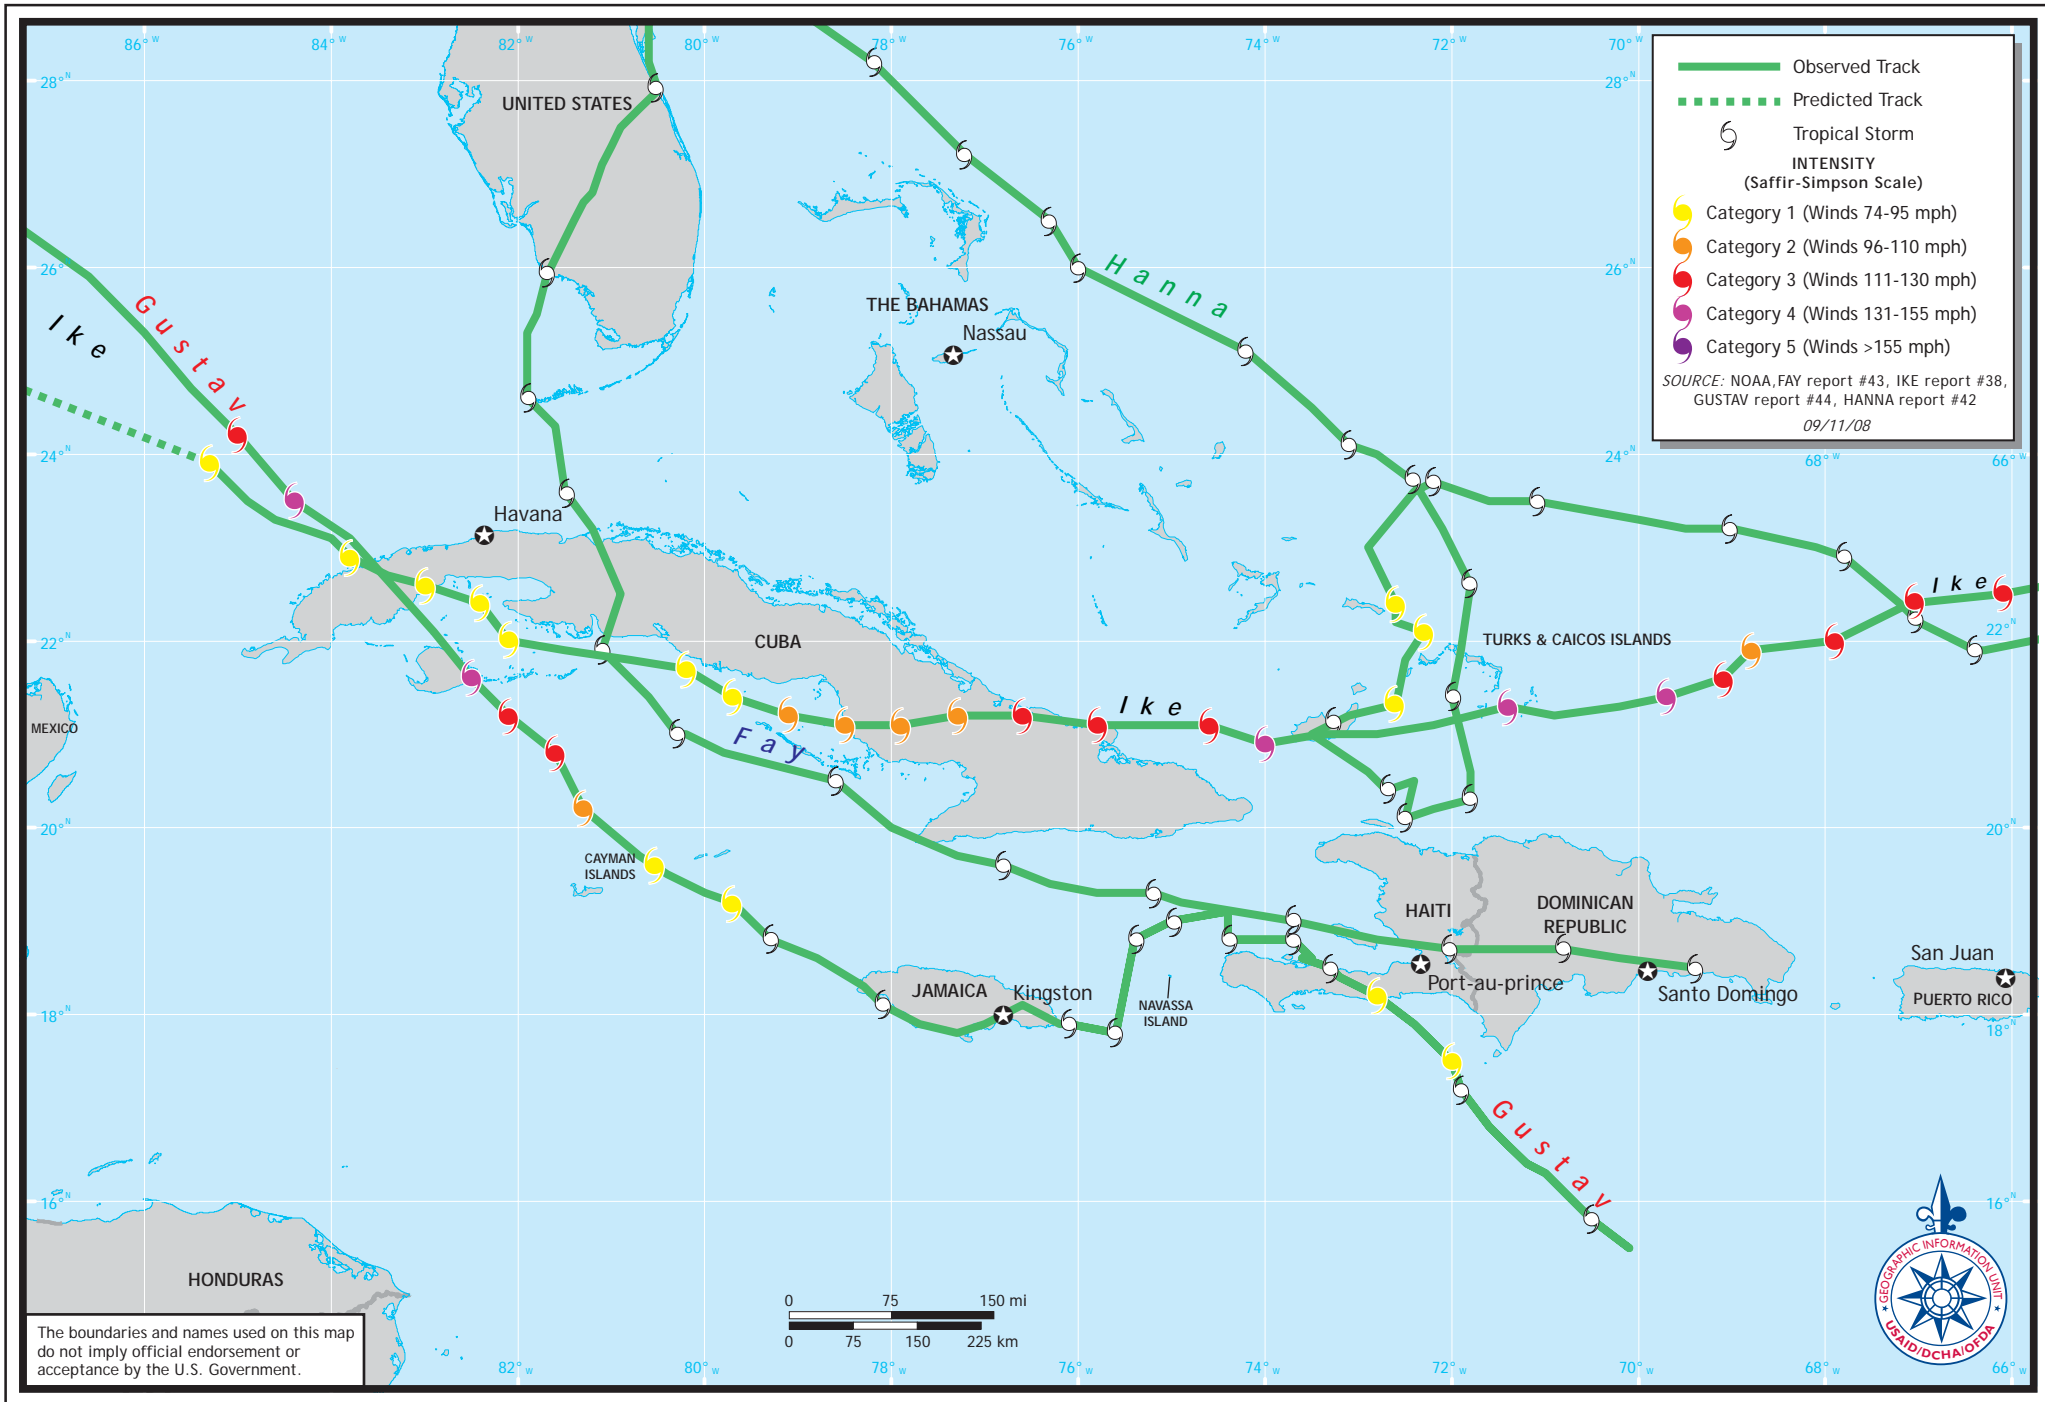 86°W 84°W 82°W 80°W 78°W 76°W 74°W 72°W 70°W
28°N 28°N
Observed Track
Predicted Track
Tropical Storm
INTENSITY
(Saffir-Simpson Scale)
Category 1 (Winds 74-95 mph)
Category 2 (Winds 96-110 mph)
Category 3 (Winds 111-130 mph)
Category 4 (Winds 131-155 mph)
Category 5 (Winds >155 mph)
SOURCE: NOAA,FAY report #43, IKE report #38,
GUSTAV report #44, HANNA report #42
09/11/08
UNITED STATES
26°N 26°N
Hanna
Gustav
Ike
THE BAHAMAS
Nassau
24°N 24°N 68°W 66°W
Havana
Ike
22°N 22°N
CUBA
TURKS & CAICOS ISLANDS
Ike
MEXICO
Fay
20°N 20°N
CAYMAN
ISLANDS
HAITI
DOMINICAN
REPUBLIC
San Juan
PUERTO RICO
JAMAICA
Kingston
Port-au-prince
Santo Domingo
NAVASSA
ISLAND
18°N 18°N
Gustav
16°N 16°N
HONDURAS
GEOGRAPHIC INFORMATION UNIT
USAID/DCHA/OFDA
0 75 150 mi
0 75 150 225 km
The boundaries and names used on this map
do not imply official endorsement or
acceptance by the U.S. Government.
82°W 80°W 78°W 76°W 74°W 72°W 70°W 68°W 66°W